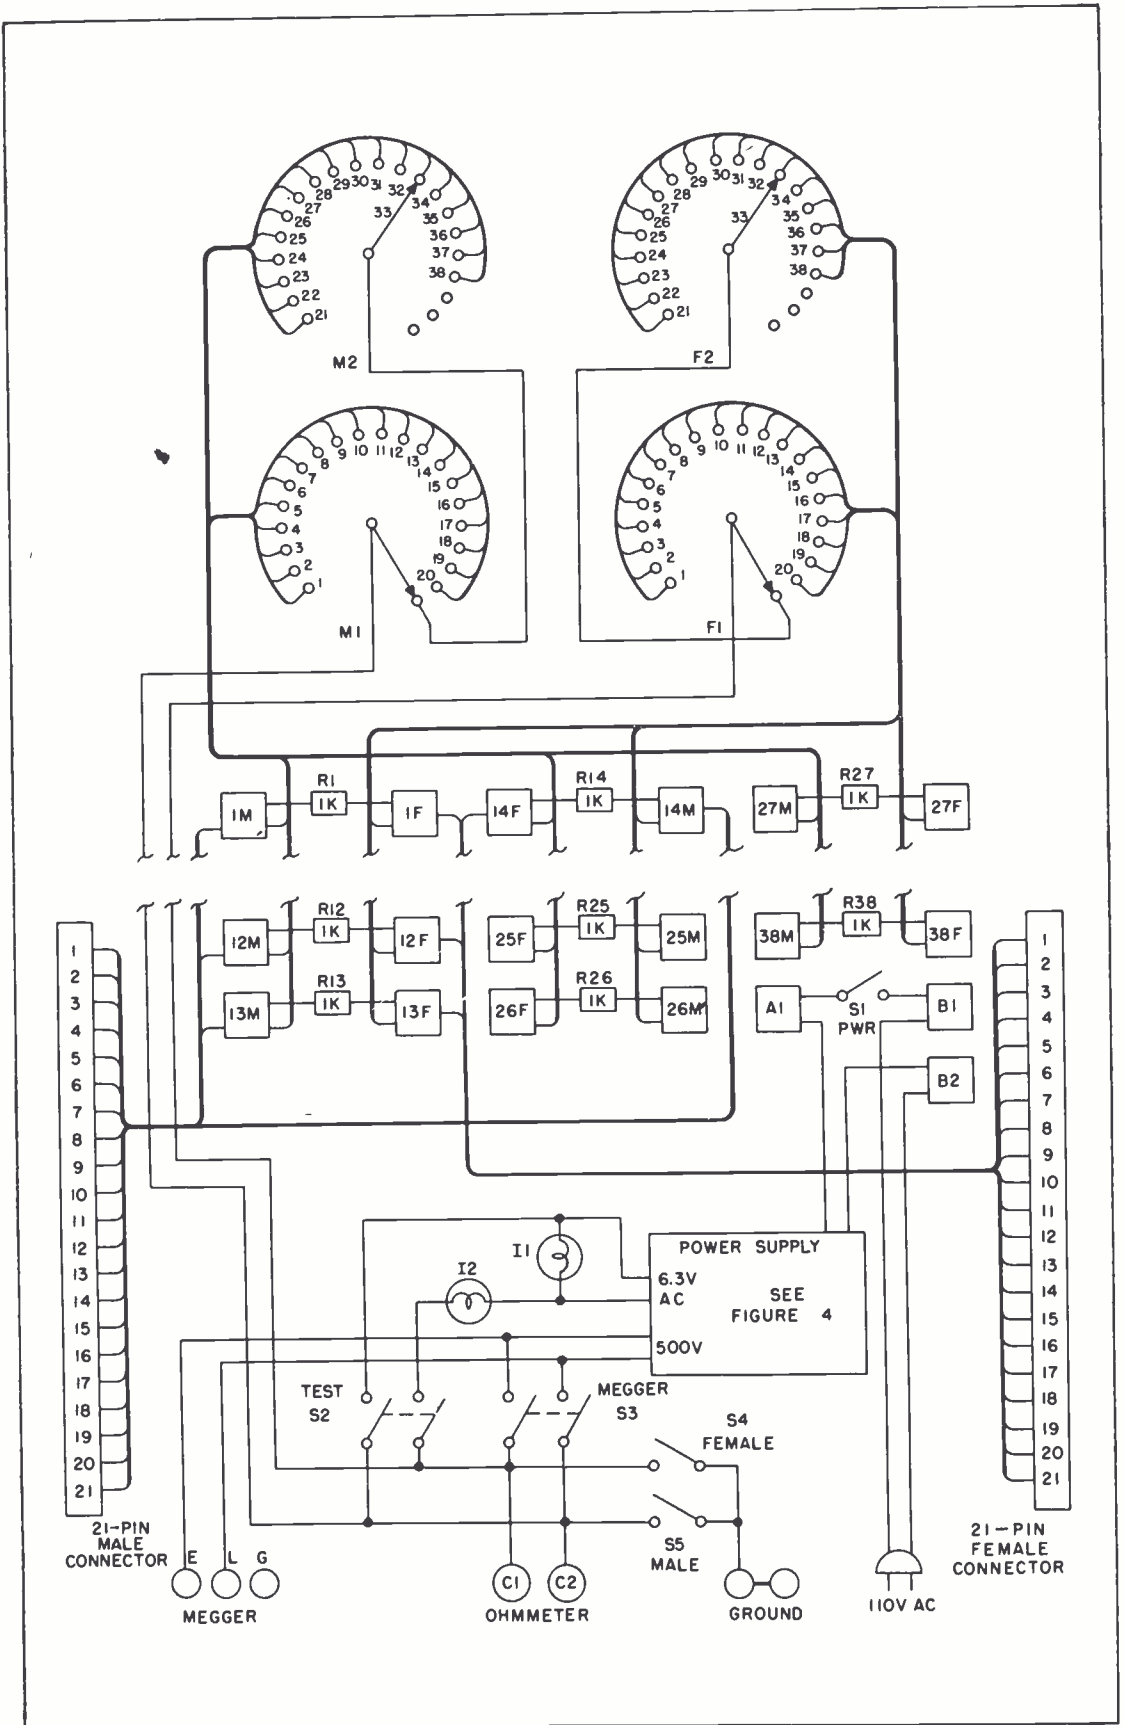 29 30 31 32
28
27
26
25
24
23
22
21
33
34
35
36
37
38
M2
29 30 31 32
28
27
26
25
24
23
22
21
33
34
35
36
37
38
F2
9 10 11 12 13
8
7
6
5
4
3
2
1
14
15
16
17
18
19
20
M1
9 10 11 12 13
8
7
6
5
4
3
2
1
14
15
16
17
18
19
20
F1
1M R1 1K 1F
14F R14 1K 14M
27M R27 1K 27F
12M R12 1K 12F
25F R25 1K 25M
38M R38 1K 38F
13M R13 1K 13F
26F R26 1K 26M
A1 S1 B1
PWR
B2
1
2
3
4
5
6
7
8
9
10
11
12
13
14
15
16
17
18
19
20
21
21-PIN
MALE
CONNECTOR
1
2
3
4
5
6
7
8
9
10
11
12
13
14
15
16
17
18
19
20
21
21-PIN
FEMALE
CONNECTOR
I1
I2
POWER SUPPLY
6.3V
AC
SEE
FIGURE 4
500V
TEST
S2
MEGGER
S3
S4
FEMALE
S5
MALE
E L G
MEGGER
C1 C2
OHMMETER
GROUND
110V AC